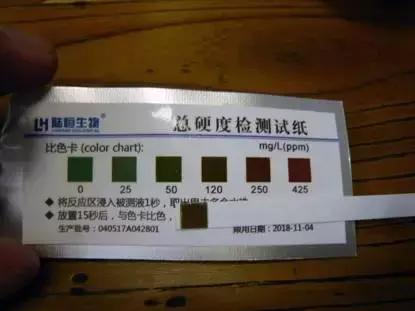 LH 陆恒生物
总硬度检测试纸
比色卡 (color chart): mg/L(ppm)
0 25 50 120 250 425
◆ 将反应区浸入被测液1秒,取出
◆ 放置15秒后,与色卡比色,
生产批号: 040517A042801 限用日期: 2018-11-04